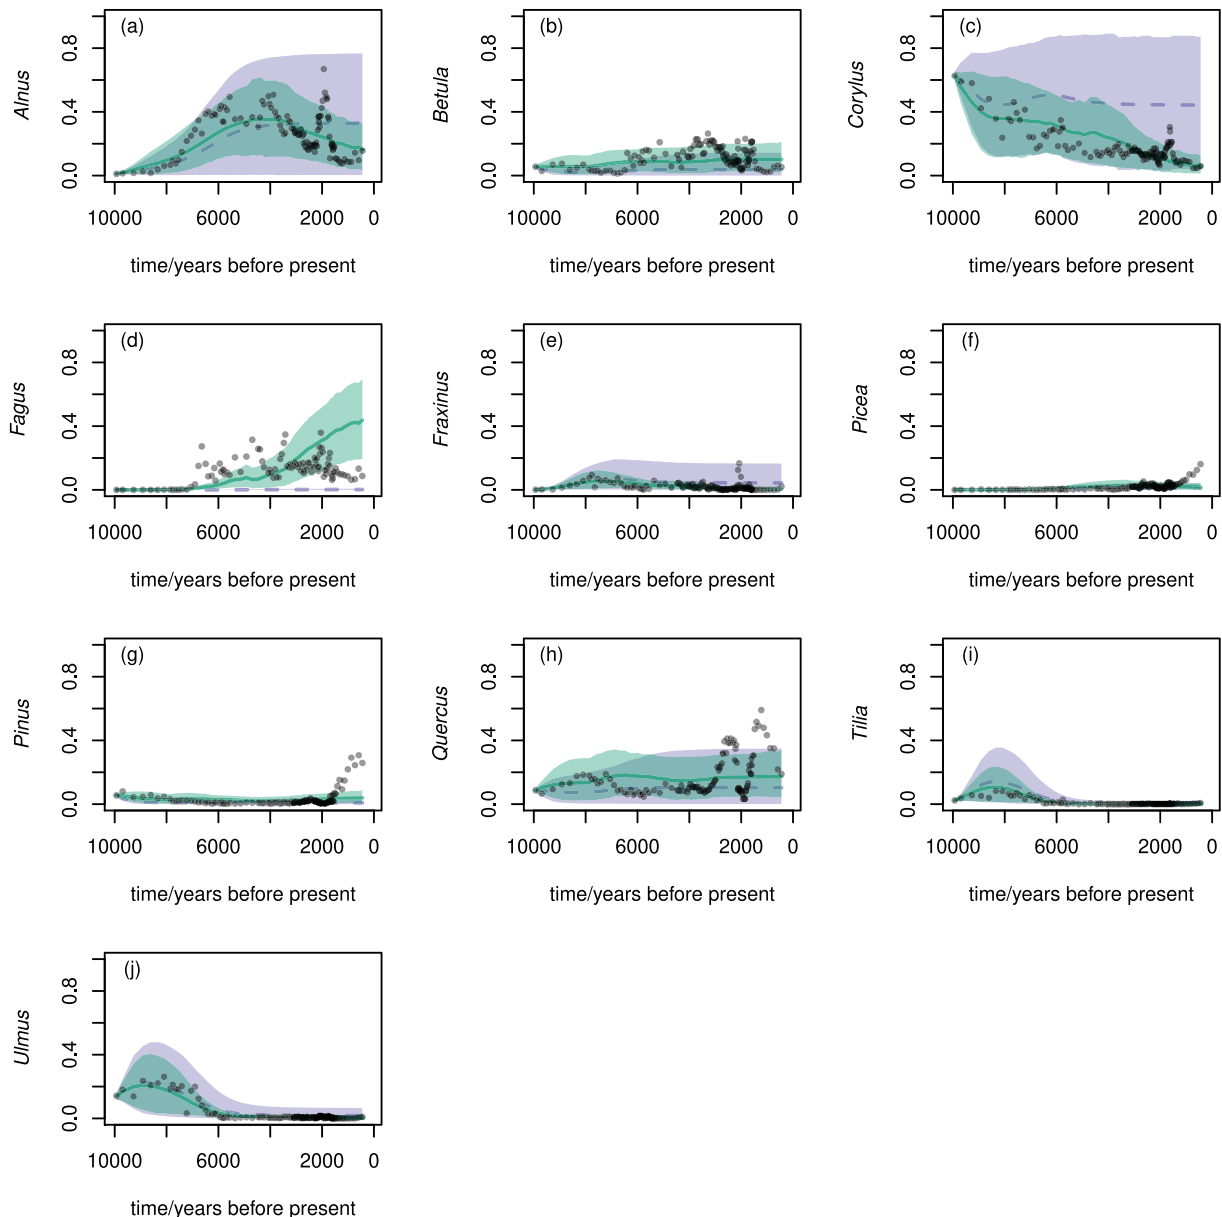 (a)
Alnus
0.0 0.4 0.8
10000 6000 2000 0
time/years before present
(b)
Betula
0.0 0.4 0.8
10000 6000 2000 0
time/years before present
(c)
Corylus
0.0 0.4 0.8
10000 6000 2000 0
time/years before present
(d)
Fagus
0.0 0.4 0.8
10000 6000 2000 0
time/years before present
(e)
Fraxinus
0.0 0.4 0.8
10000 6000 2000 0
time/years before present
(f)
Picea
0.0 0.4 0.8
10000 6000 2000 0
time/years before present
(g)
Pinus
0.0 0.4 0.8
10000 6000 2000 0
time/years before present
(h)
Quercus
0.0 0.4 0.8
10000 6000 2000 0
time/years before present
(i)
Tilia
0.0 0.4 0.8
10000 6000 2000 0
time/years before present
(j)
Ulmus
0.0 0.4 0.8
10000 6000 2000 0
time/years before present